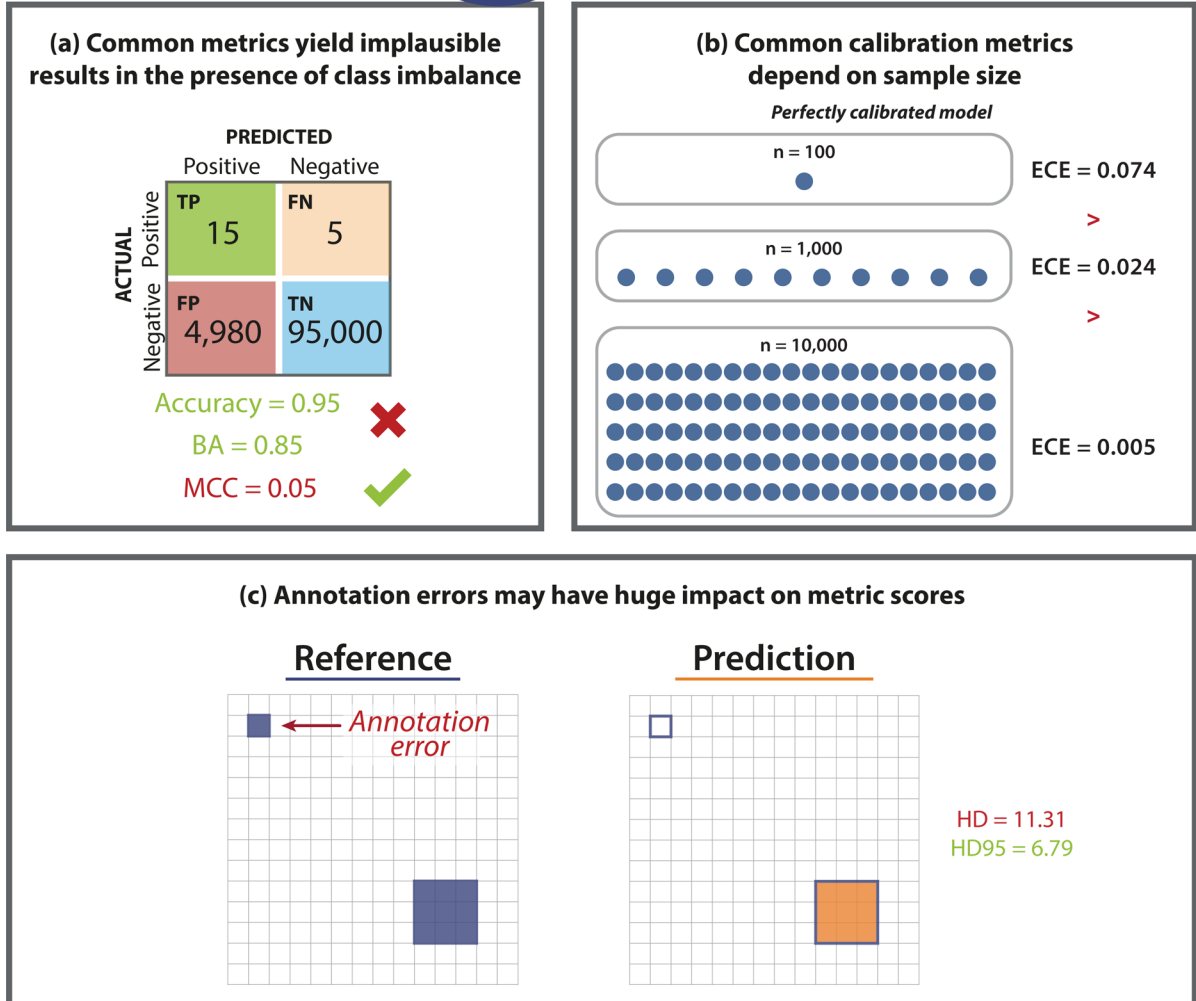 (a) Common metrics yield implausible
results in the presence of class imbalance
PREDICTED
Positive Negative
ACTUAL
Positive
Negative
TP
15
FN
5
FP
4,980
TN
95,000
Accuracy = 0.95
BA = 0.85
MCC = 0.05
(b) Common calibration metrics
depend on sample size
Perfectly calibrated model
n = 100
ECE = 0.074
>
n = 1,000
ECE = 0.024
>
n = 10,000
ECE = 0.005
(c) Annotation errors may have huge impact on metric scores
Reference
Annotation
error
Prediction
HD = 11.31
HD95 = 6.79